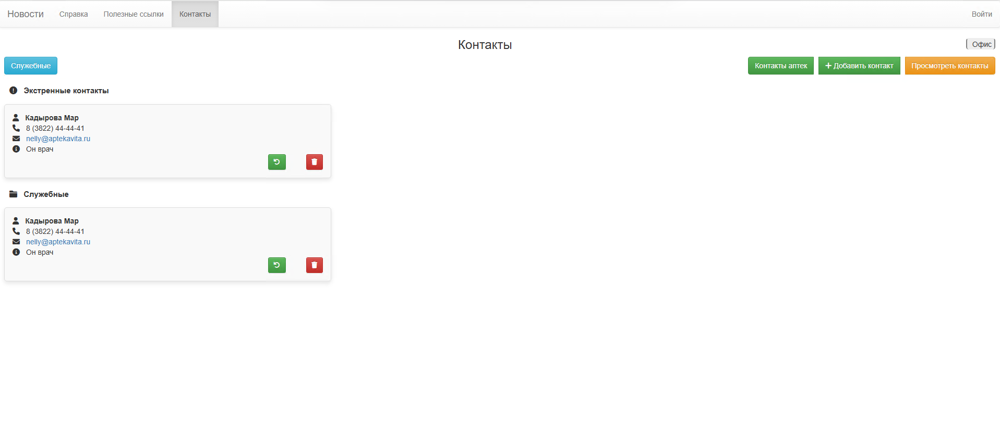 Новости Справка Полезные ссылки Контакты Войти
Контакты
Офис
Служебные Контакты аптек + Добавить контакт Просмотреть контакты
Экстренные контакты
Кадырова Мар
8 (3822) 44-44-41
nelly@aptekavita.ru
Он врач
Служебные
Кадырова Мар
8 (3822) 44-44-41
nelly@aptekavita.ru
Он врач